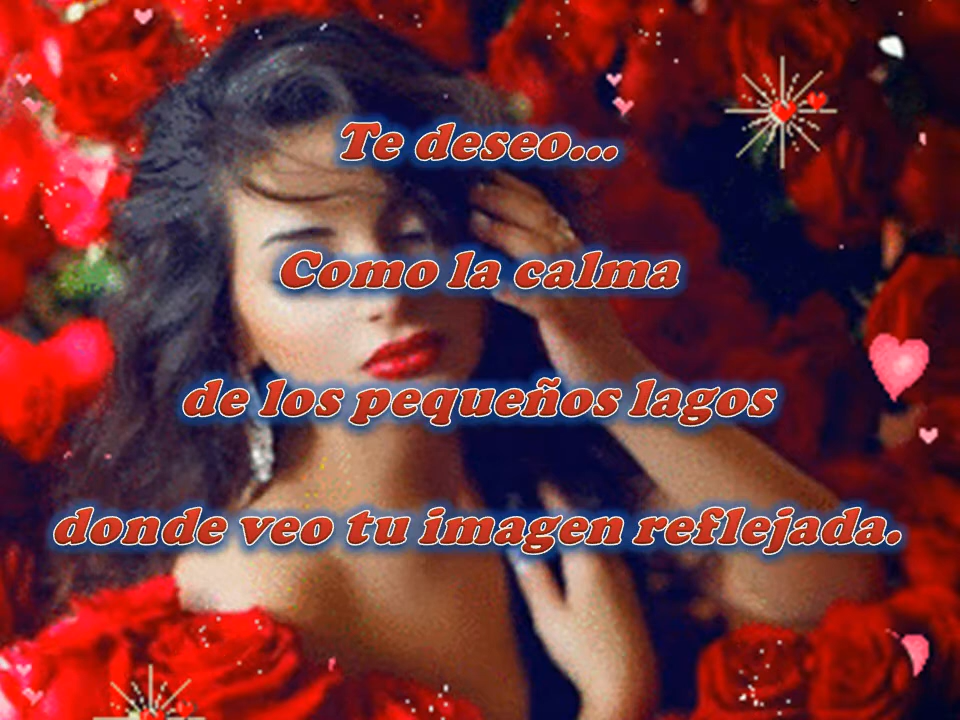 Te deseo...
Como la calma
de los pequeños lagos
donde veo tu imagen reflejada.